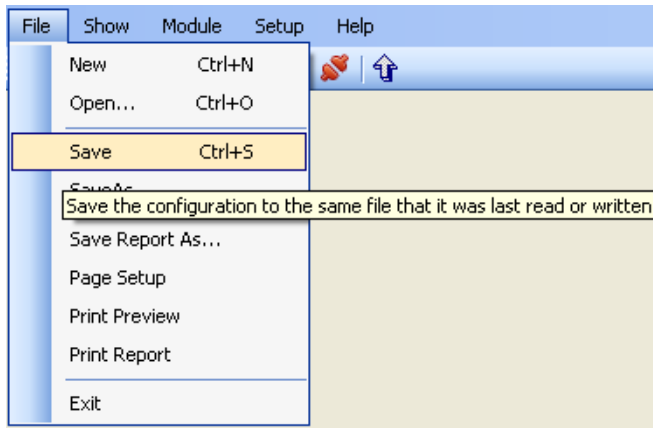 File Show Module Setup Help
New Ctrl+N
Open... Ctrl+O
Save Ctrl+S
Save the configuration to the same file that it was last read or written
Save Report As...
Page Setup
Print Preview
Print Report
Exit